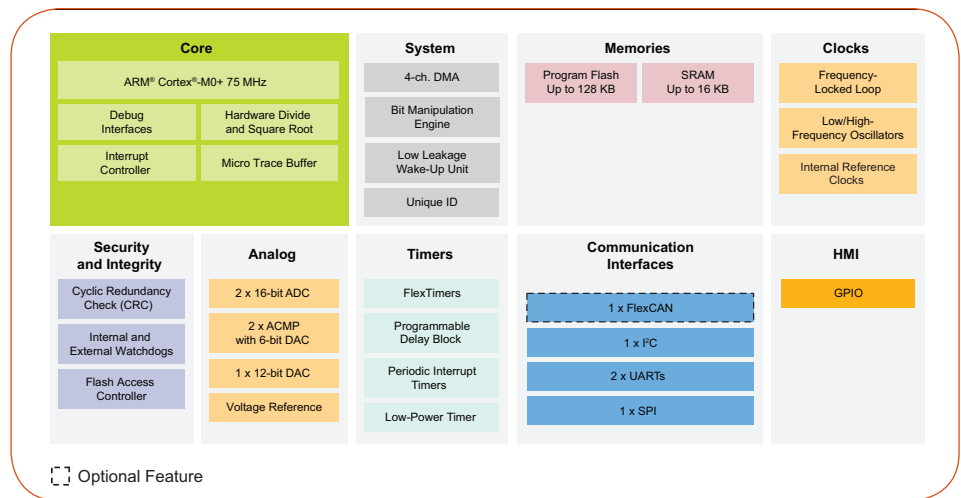 Core
ARM® Cortex®-M0+ 75 MHz
Debug
Interfaces
Hardware Divide
and Square Root
Interrupt
Controller
Micro Trace Buffer
System
4-ch. DMA
Bit Manipulation
Engine
Low Leakage
Wake-Up Unit
Unique ID
Memories
Program Flash
Up to 128 KB
SRAM
Up to 16 KB
Clocks
Frequency-
Locked Loop
Low/High-
Frequency Oscillators
Internal Reference
Clocks
Security
and Integrity
Cyclic Redundancy
Check (CRC)
Internal and
External Watchdogs
Flash Access
Controller
Analog
2 x 16-bit ADC
2 x ACMP
with 6-bit DAC
1 x 12-bit DAC
Voltage Reference
Timers
FlexTimers
Programmable
Delay Block
Periodic Interrupt
Timers
Low-Power Timer
Communication
Interfaces
1 x FlexCAN
1 x I²C
2 x UARTs
1 x SPI
HMI
GPIO
Optional Feature